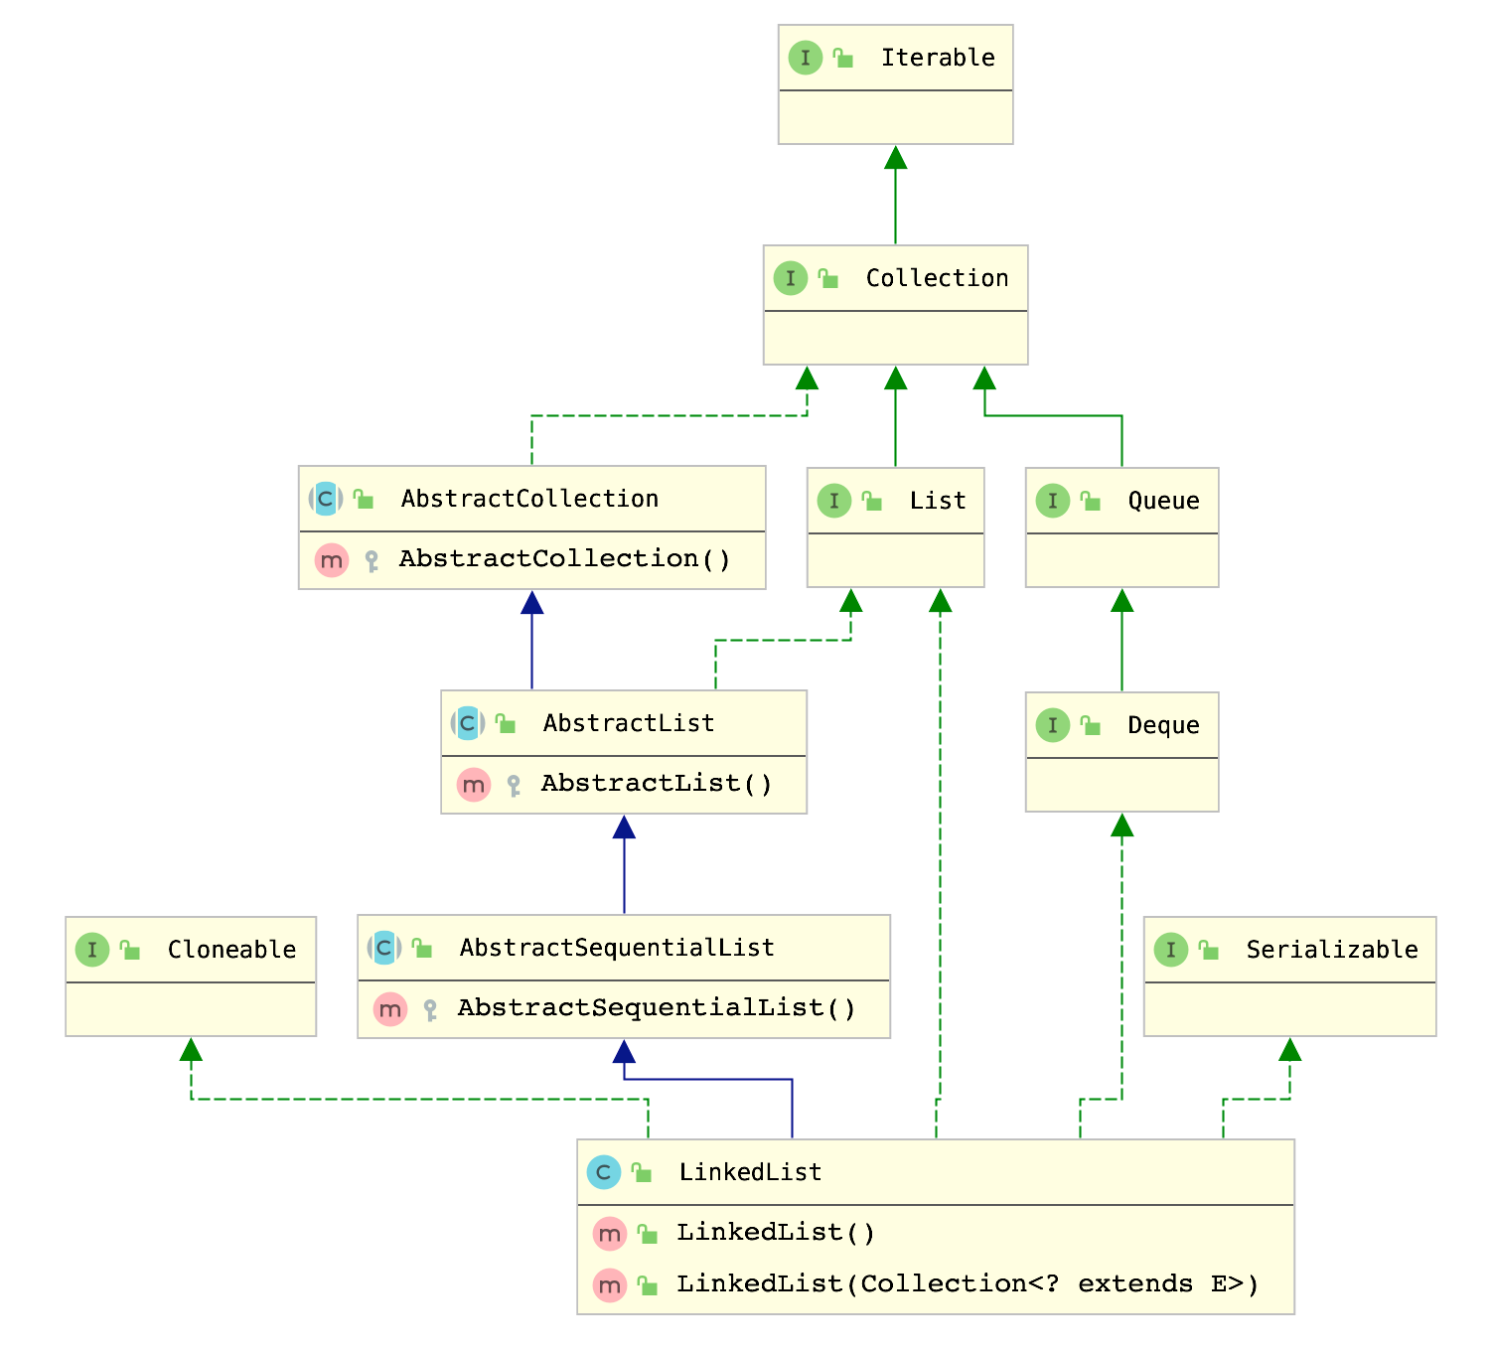 I Iterable
I Collection
C AbstractCollection
m AbstractCollection()
I List
I Queue
C AbstractList
m AbstractList()
I Deque
I Cloneable
C AbstractSequentialList
m AbstractSequentialList()
I Serializable
C LinkedList
m LinkedList()
m LinkedList(Collection<? extends E>)